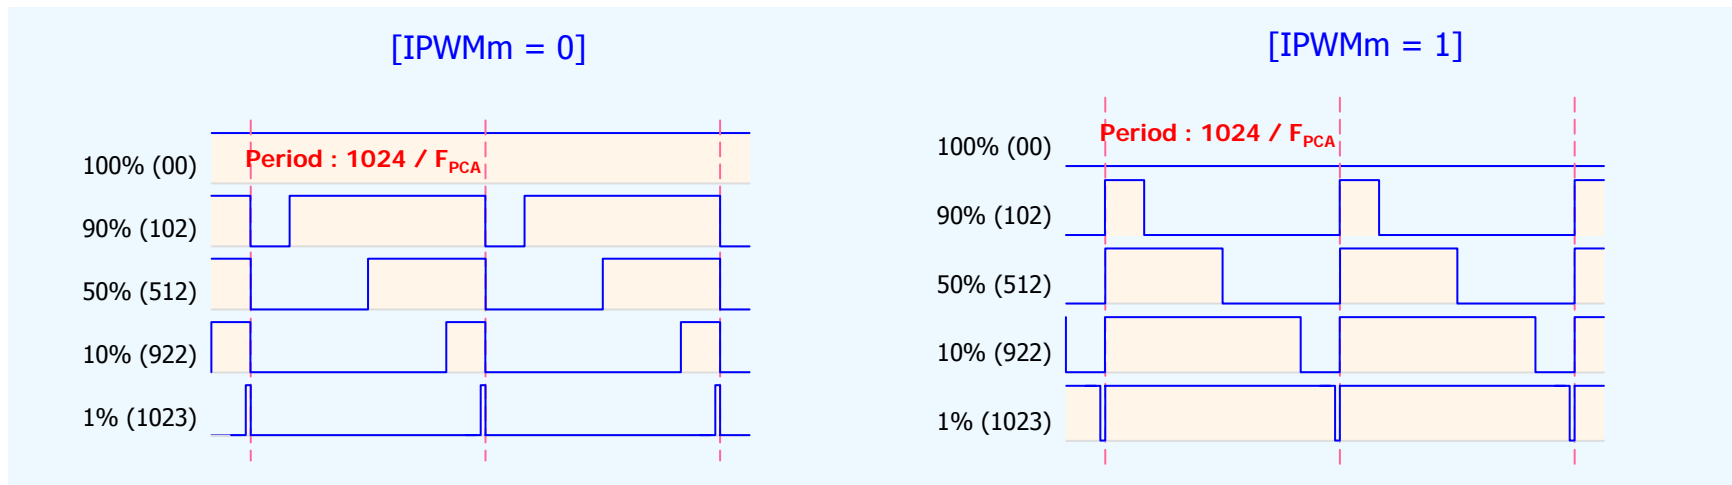 [IPWMm = 0]
Period : 1024 / FPCA
100% (00)
90% (102)
50% (512)
10% (922)
1% (1023)
[IPWMm = 1]
Period : 1024 / FPCA
100% (00)
90% (102)
50% (512)
10% (922)
1% (1023)